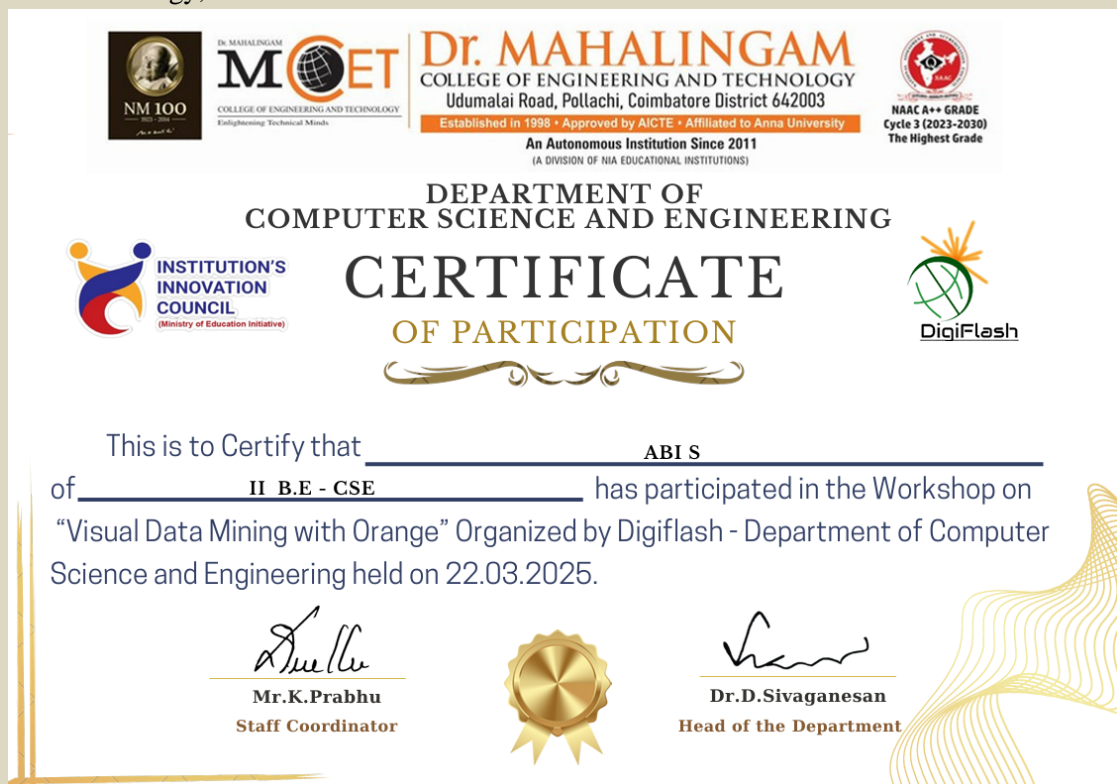 NM 100
1923 - 2014
Dr. MAHALINGAM
MCET
COLLEGE OF ENGINEERING AND TECHNOLOGY
Enlightening Technical Minds
Dr. MAHALINGAM
COLLEGE OF ENGINEERING AND TECHNOLOGY
Udumalai Road, Pollachi, Coimbatore District 642003
Established in 1998 • Approved by AICTE • Affiliated to Anna University
An Autonomous Institution Since 2011
(A DIVISION OF NIA EDUCATIONAL INSTITUTIONS)
NAAC
NAAC A++ GRADE
Cycle 3 (2023-2030)
The Highest Grade
DEPARTMENT OF
COMPUTER SCIENCE AND ENGINEERING
INSTITUTION'S
INNOVATION
COUNCIL
(Ministry of Education Initiative)
CERTIFICATE
OF PARTICIPATION
DigiFlash
This is to Certify that ABI S
of II B.E - CSE has participated in the Workshop on
“Visual Data Mining with Orange” Organized by Digiflash - Department of Computer
Science and Engineering held on 22.03.2025.
Mr.K.Prabhu
Staff Coordinator
Dr.D.Sivaganesan
Head of the Department